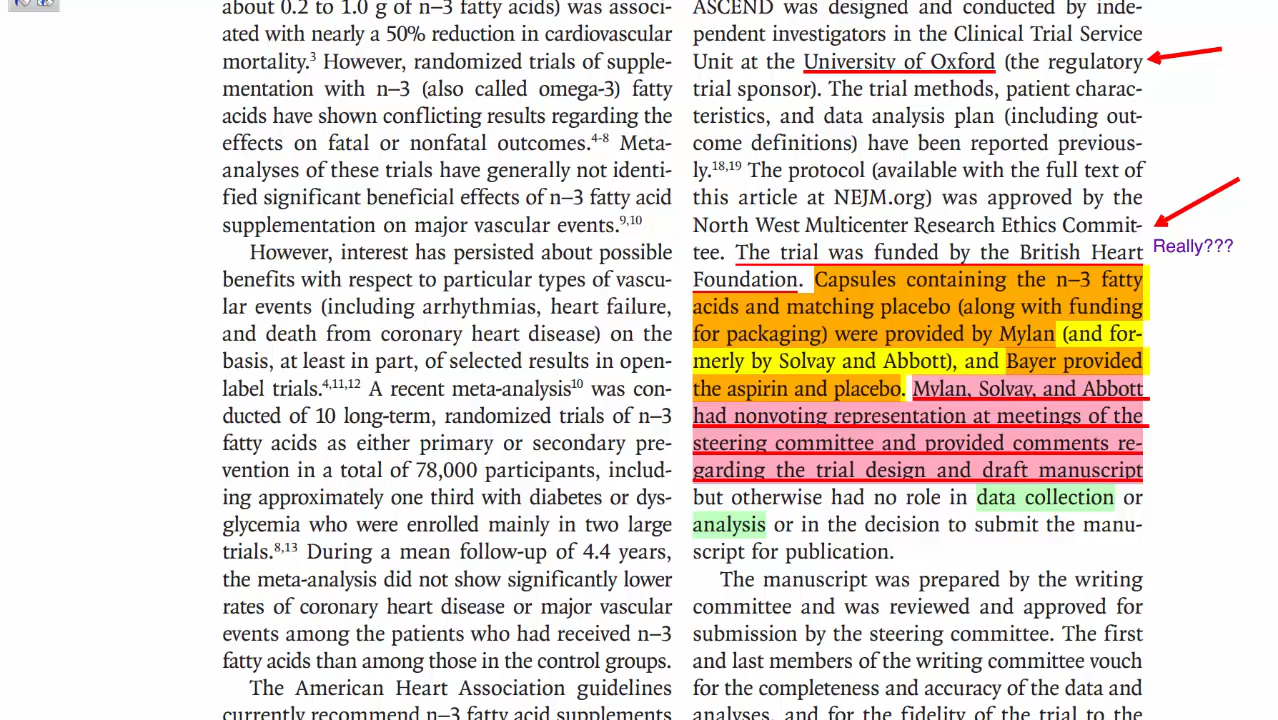 about 0.2 to 1.0 g of n–3 fatty acids) was associ-
ated with nearly a 50% reduction in cardiovascular
mortality.3 However, randomized trials of supple-
mentation with n–3 (also called omega-3) fatty
acids have shown conflicting results regarding the
effects on fatal or nonfatal outcomes.4-8 Meta-
analyses of these trials have generally not identi-
fied significant beneficial effects of n–3 fatty acid
supplementation on major vascular events.9,10
However, interest has persisted about possible
benefits with respect to particular types of vascu-
lar events (including arrhythmias, heart failure,
and death from coronary heart disease) on the
basis, at least in part, of selected results in open-
label trials.4,11,12 A recent meta-analysis10 was con-
ducted of 10 long-term, randomized trials of n–3
fatty acids as either primary or secondary pre-
vention in a total of 78,000 participants, includ-
ing approximately one third with diabetes or dys-
glycemia who were enrolled mainly in two large
trials.8,13 During a mean follow-up of 4.4 years,
the meta-analysis did not show significantly lower
rates of coronary heart disease or major vascular
events among the patients who had received n–3
fatty acids than among those in the control groups.
The American Heart Association guidelines
currently recommend n–3 fatty acid supplements
ASCEND was designed and conducted by inde-
pendent investigators in the Clinical Trial Service
Unit at the University of Oxford (the regulatory
trial sponsor). The trial methods, patient charac-
teristics, and data analysis plan (including out-
come definitions) have been reported previous-
ly.18,19 The protocol (available with the full text of
this article at NEJM.org) was approved by the
North West Multicenter Research Ethics Commit-
tee. The trial was funded by the British Heart
Foundation. Capsules containing the n–3 fatty
acids and matching placebo (along with funding
for packaging) were provided by Mylan (and for-
merly by Solvay and Abbott), and Bayer provided
the aspirin and placebo. Mylan, Solvay, and Abbott
had nonvoting representation at meetings of the
steering committee and provided comments re-
garding the trial design and draft manuscript
but otherwise had no role in data collection or
analysis or in the decision to submit the manu-
script for publication.
The manuscript was prepared by the writing
committee and was reviewed and approved for
submission by the steering committee. The first
and last members of the writing committee vouch
for the completeness and accuracy of the data and
analyses, and for the fidelity of the trial to the
Really???